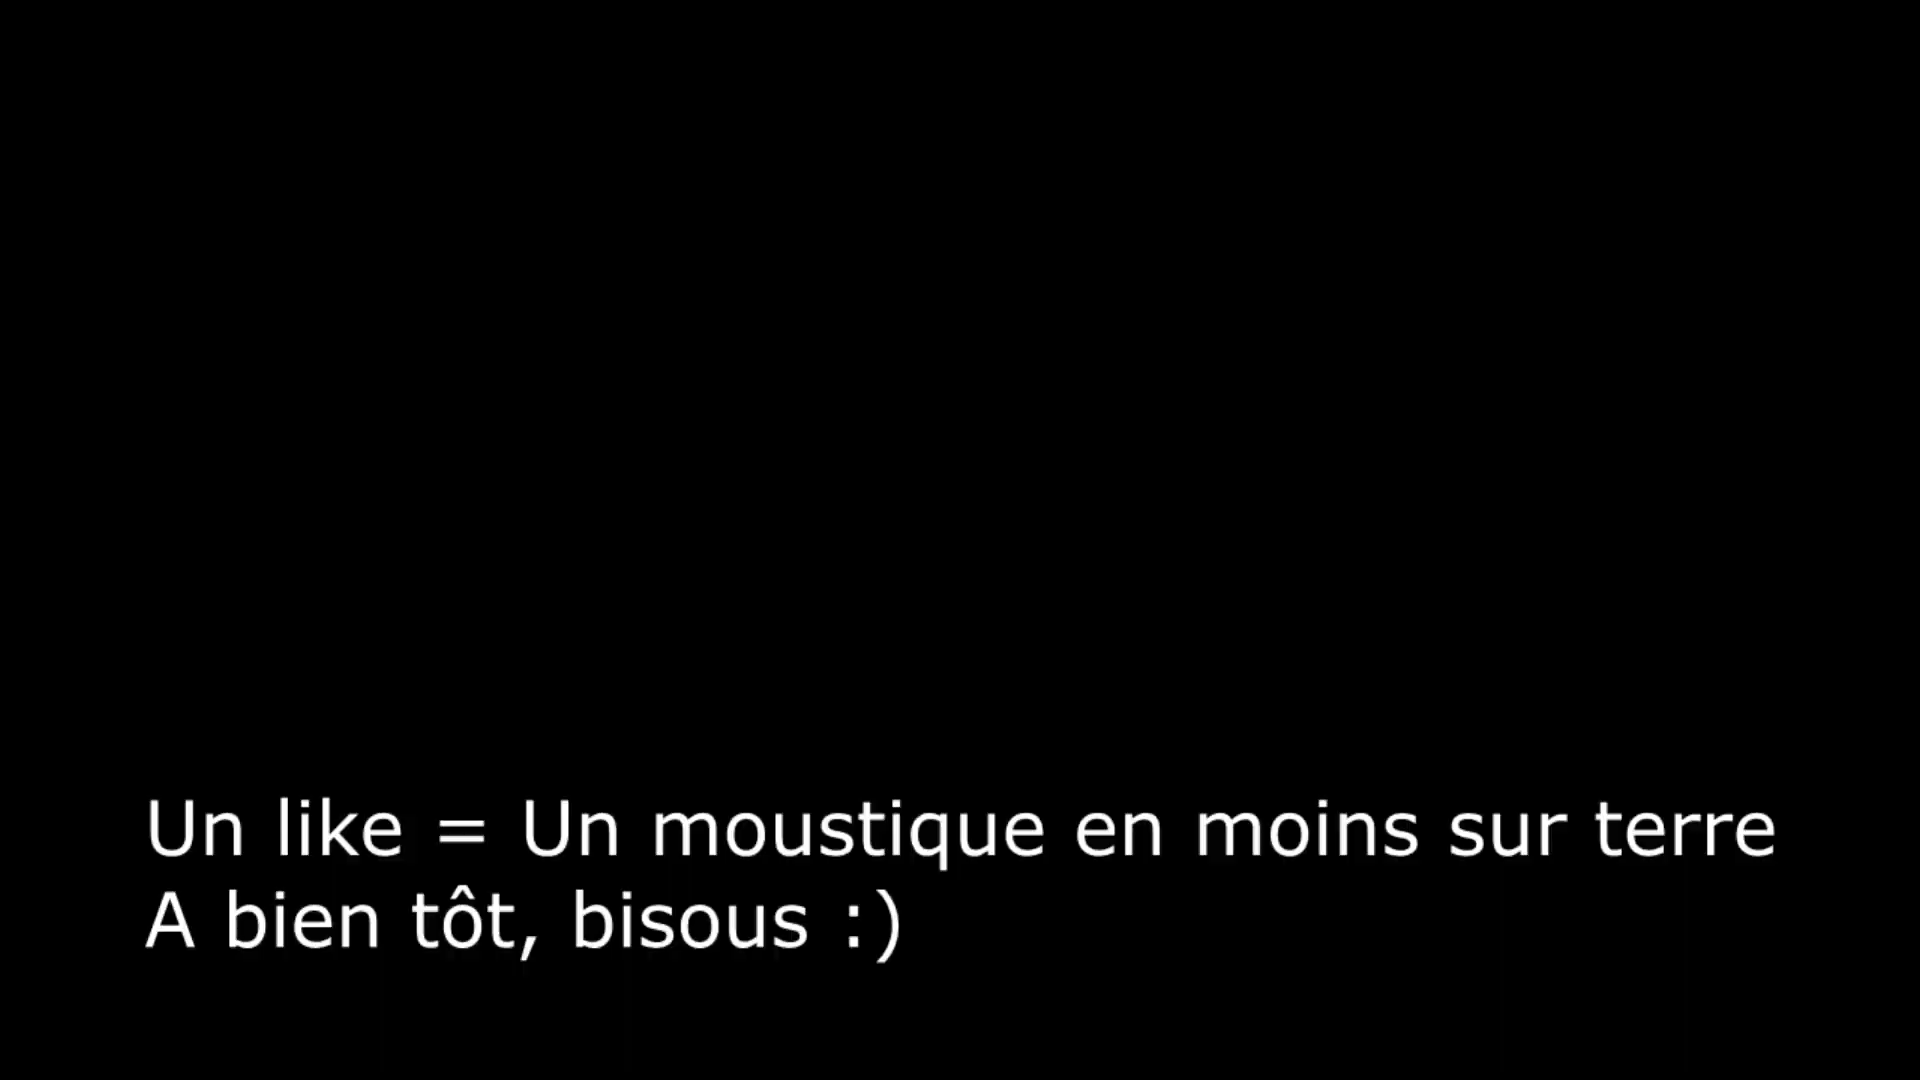 Un like = Un moustique en moins sur terre
A bien tôt, bisous :)